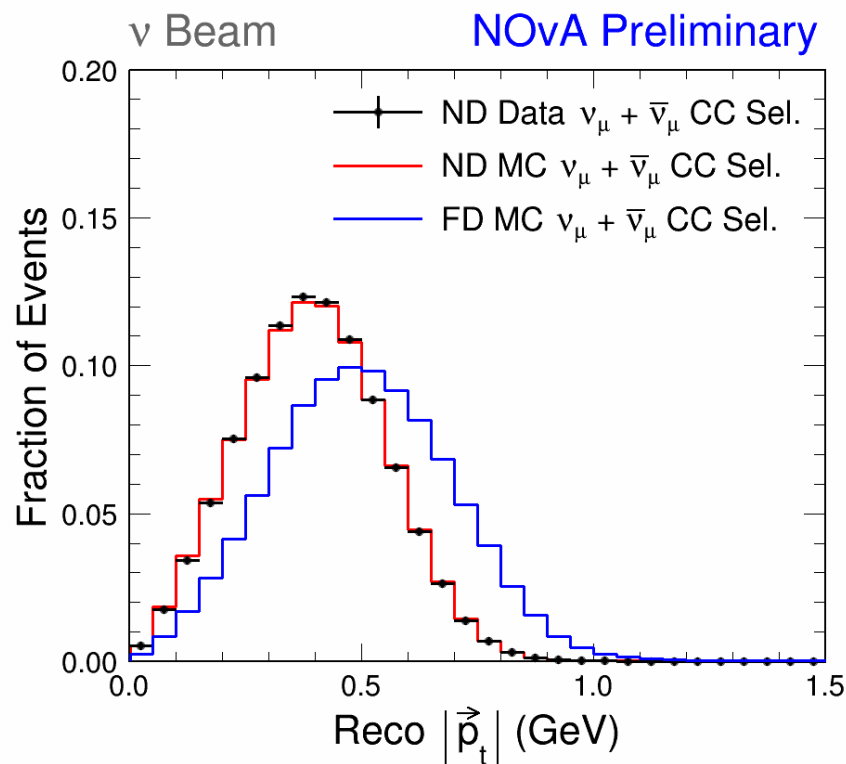 ν Beam
NOvA Preliminary
ND Data ν_μ + ν̅_μ CC Sel.
ND MC ν_μ + ν̅_μ CC Sel.
FD MC ν_μ + ν̅_μ CC Sel.
Fraction of Events
0.20
0.15
0.10
0.05
0.00
0.0 0.5 1.0 1.5
Reco |p⃗_t| (GeV)